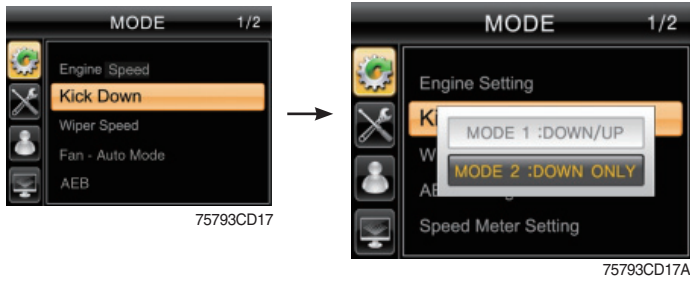 MODE 1/2
Engine Speed
Kick Down
Wiper Speed
Fan - Auto Mode
AEB
75793CD17
MODE 1/2
Engine Setting
Ki
MODE 1 :DOWN/UP
W
MODE 2 :DOWN ONLY
AE
Speed Meter Setting
75793CD17A